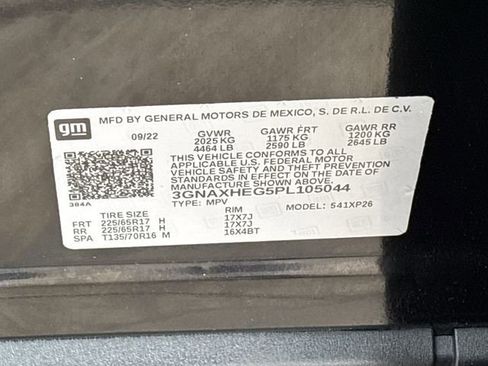 gm
MFD BY GENERAL MOTORS DE MEXICO, S. DE R.L. DE C.V.
09/22 GVWR GAWR FRT GAWR RR
2025 KG 1175 KG 1200 KG
4464 LB 2590 LB 2645 LB
THIS VEHICLE CONFORMS TO ALL
APPLICABLE U.S. FEDERAL MOTOR
VEHICLE SAFETY AND THEFT PREVENTION
STANDARDS IN EFFECT ON THE DATE OF
MANUFACTURE SHOWN ABOVE.
3GNAXHEG5PL105044
384A TYPE: MPV MODEL: 541XP26
TIRE SIZE RIM
FRT 225/65R17 H 17X7J
RR 225/65R17 H 17X7J
SPA T135/70R16 M 16X4BT